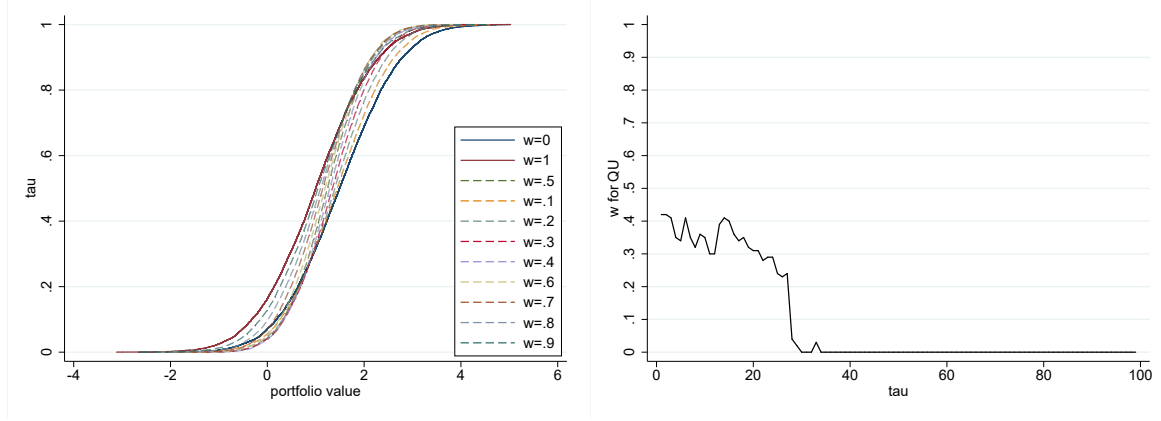 tau
1
.8
.6
.4
.2
0
-4
-2
0
2
4
6
portfolio value
w=0
w=1
w=.5
w=.1
w=.2
w=.3
w=.4
w=.6
w=.7
w=.8
w=.9
w for QU
1
.9
.8
.7
.6
.5
.4
.3
.2
.1
0
0
20
40
60
80
100
tau